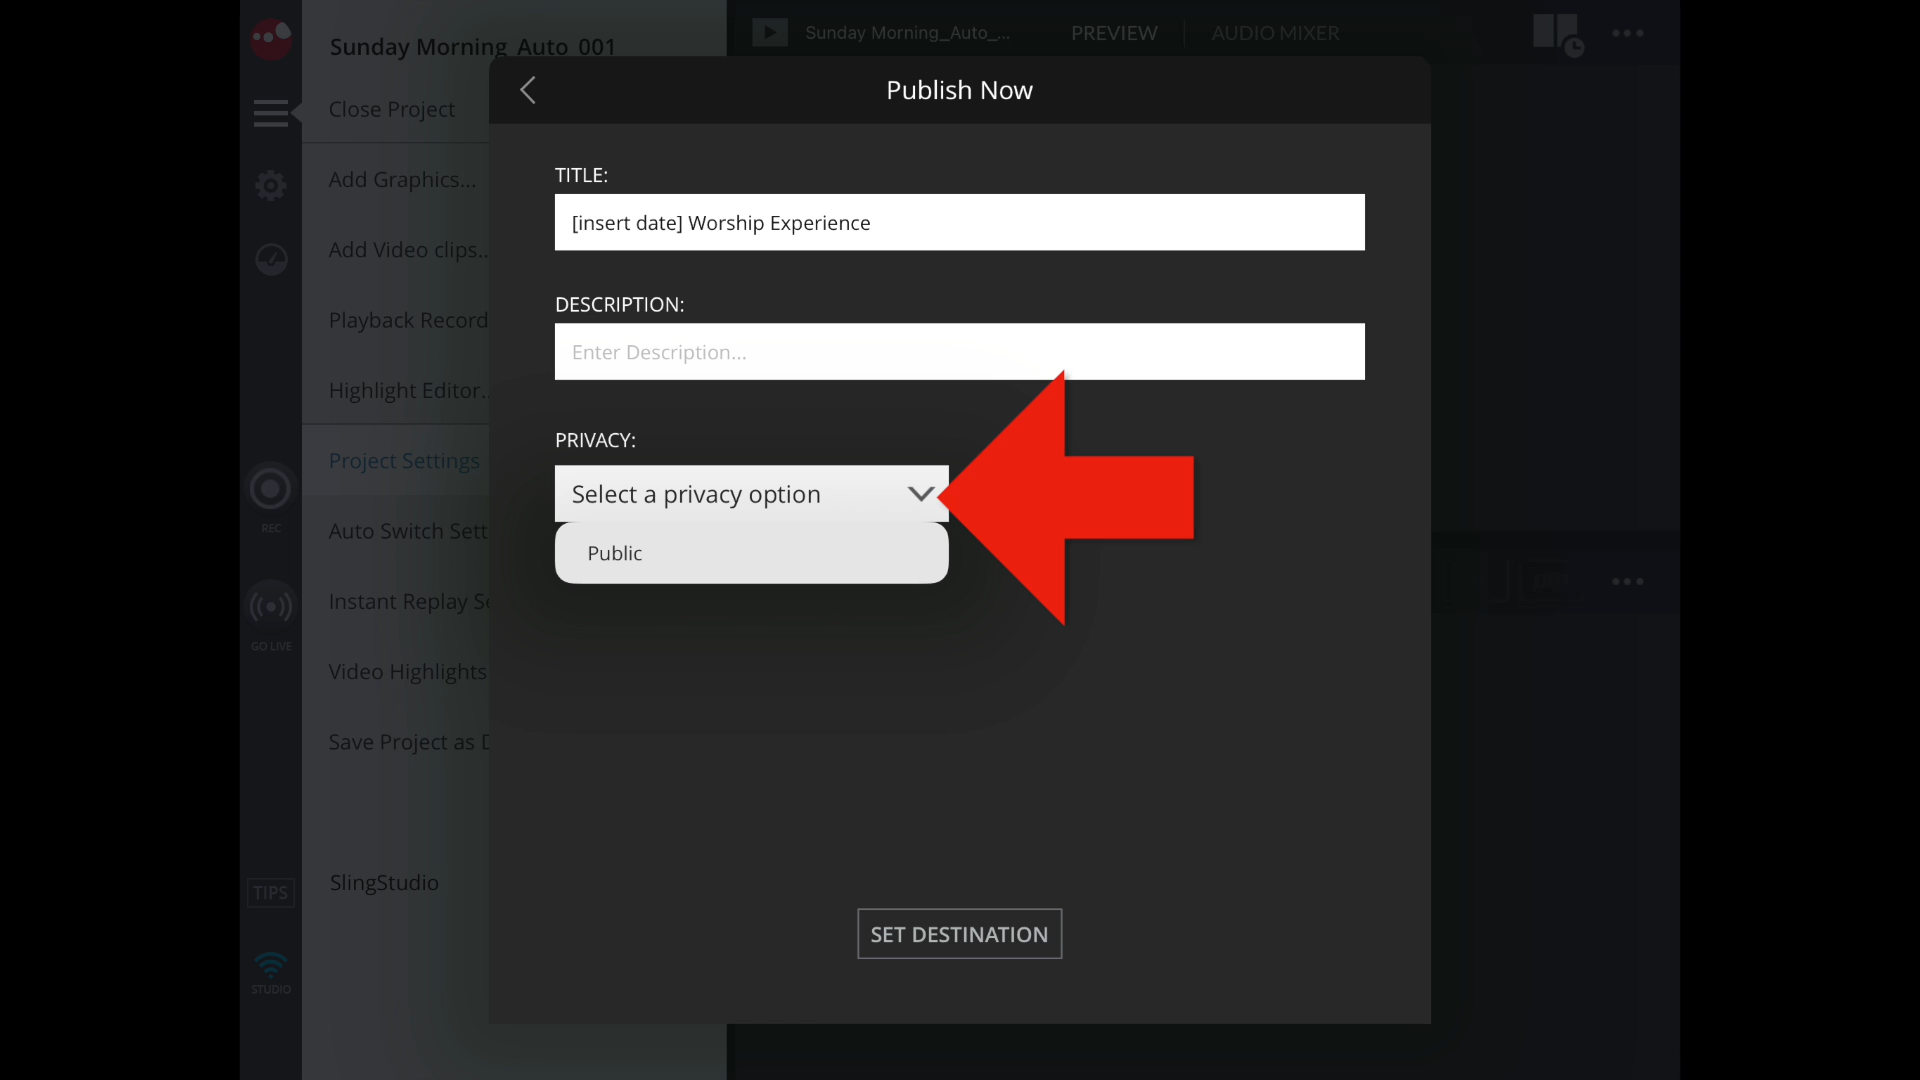 Sunday Morning_Auto_001
Close Project
Add Graphics...
Add Video clips..
Playback Record
Highlight Editor..
Project Settings
Auto Switch Sett
Instant Replay Se
Video Highlights
Save Project as D
SlingStudio
REC
GO LIVE
TIPS
STUDIO
Sunday Morning_Auto_...
PREVIEW
AUDIO MIXER
Publish Now
TITLE:
[insert date] Worship Experience
DESCRIPTION:
Enter Description...
PRIVACY:
Select a privacy option
Public
SET DESTINATION